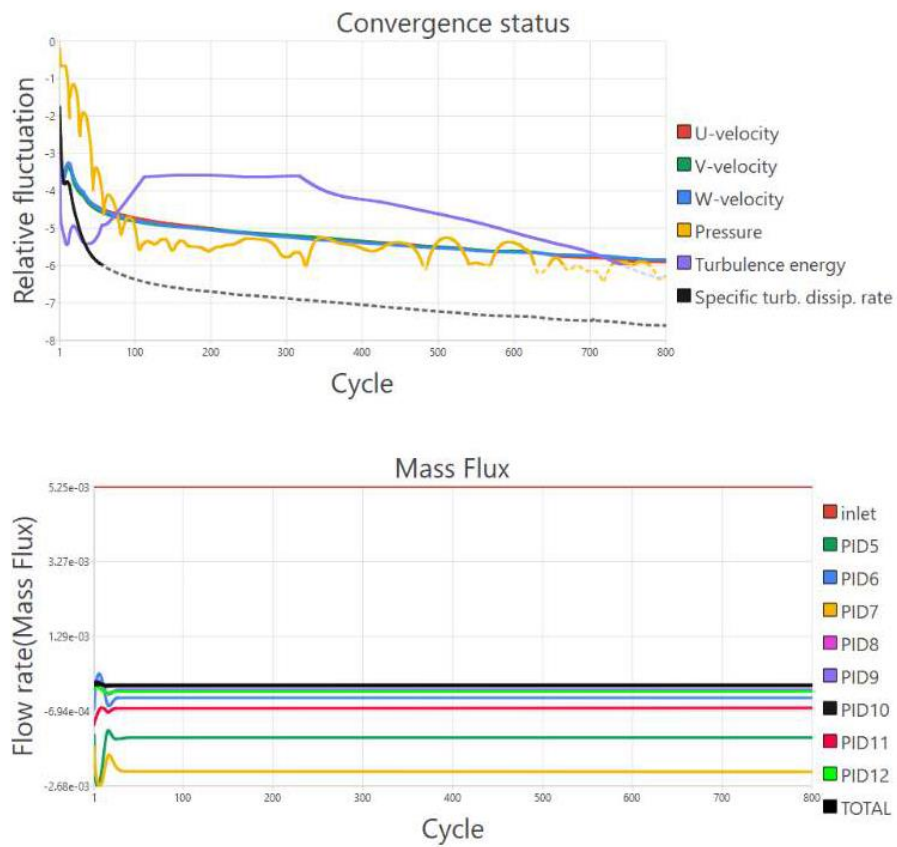 Convergence status
Relative fluctuation
0
-1
-2
-3
-4
-5
-6
-7
-8
1 100 200 300 400 500 600 700 800
Cycle
U-velocity
V-velocity
W-velocity
Pressure
Turbulence energy
Specific turb. dissip. rate
Mass Flux
Flow rate(Mass Flux)
5.25e-03
3.27e-03
1.29e-03
-6.94e-04
-2.68e-03
1 100 200 300 400 500 600 700 800
Cycle
inlet
PID5
PID6
PID7
PID8
PID9
PID10
PID11
PID12
TOTAL